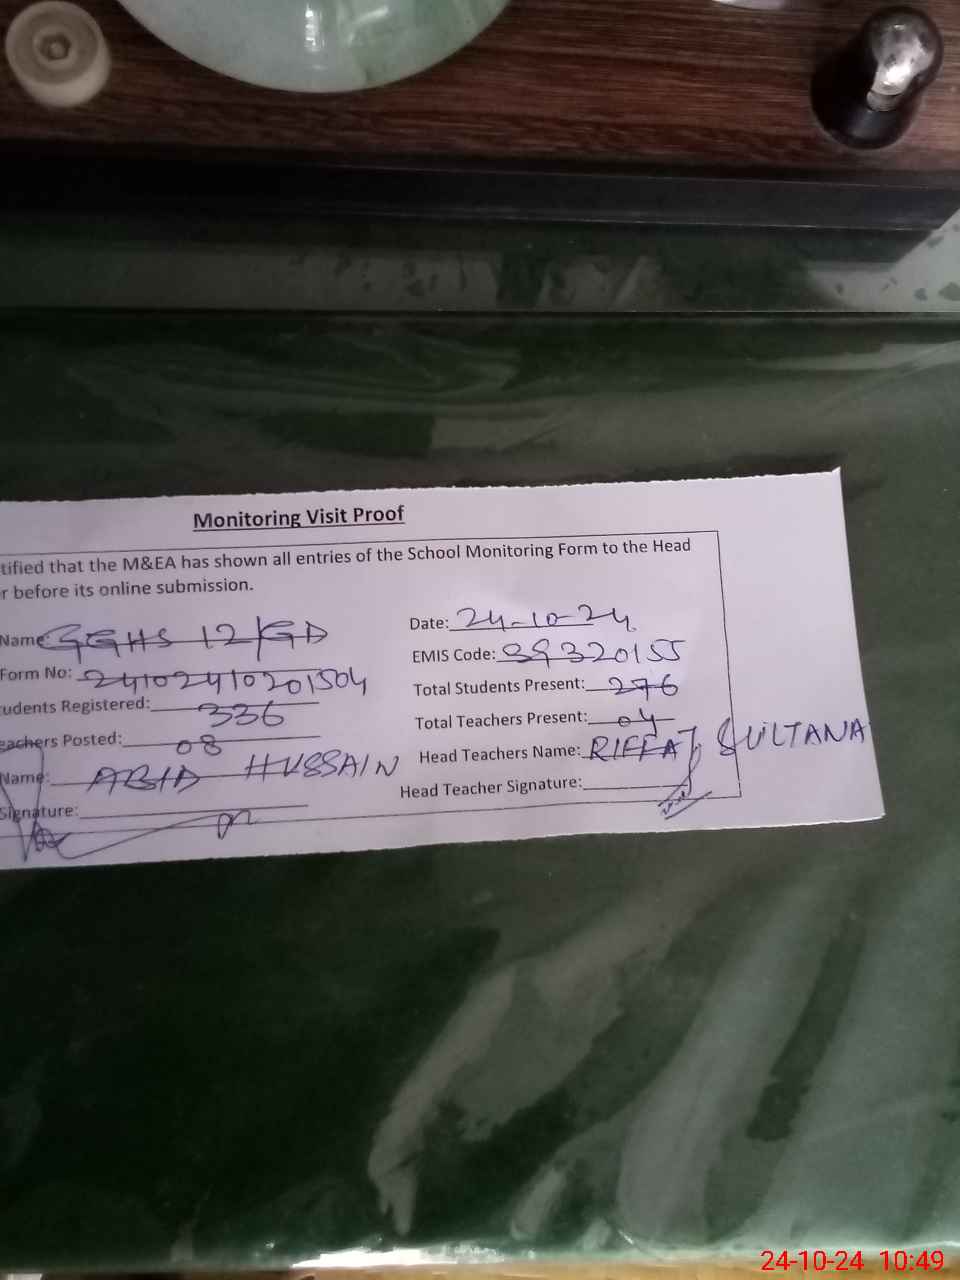 Monitoring Visit Proof
tified that the M&EA has shown all entries of the School Monitoring Form to the Head
r before its online submission.
Name: GGHS 12/GD
Date: 24-10-24
Form No: 24102410201504
EMIS Code: 39320155
udents Registered: 336
Total Students Present: 276
eachers Posted: 08
Total Teachers Present: 04
Name: ABID HUSSAIN
Head Teachers Name: RIFFAT SULTANA
Signature:
Head Teacher Signature:
24-10-24 10:49